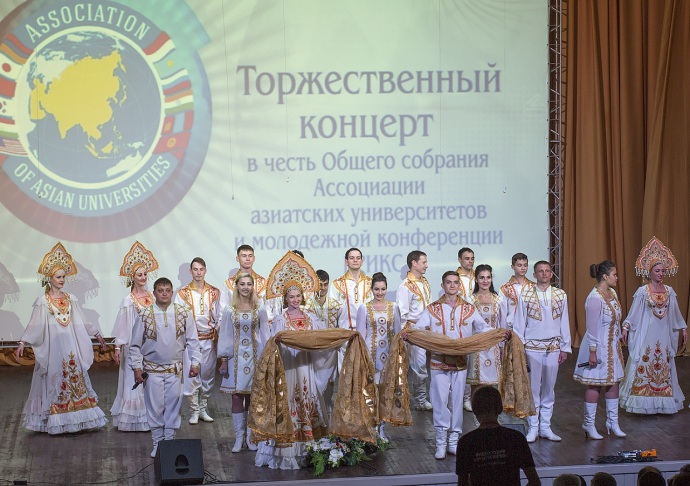 ASSOCIATION
OF ASIAN UNIVERSITIES
Торжественный
концерт
в честь Общего собрания
Ассоциации
азиатских университетов
и молодежной конференции